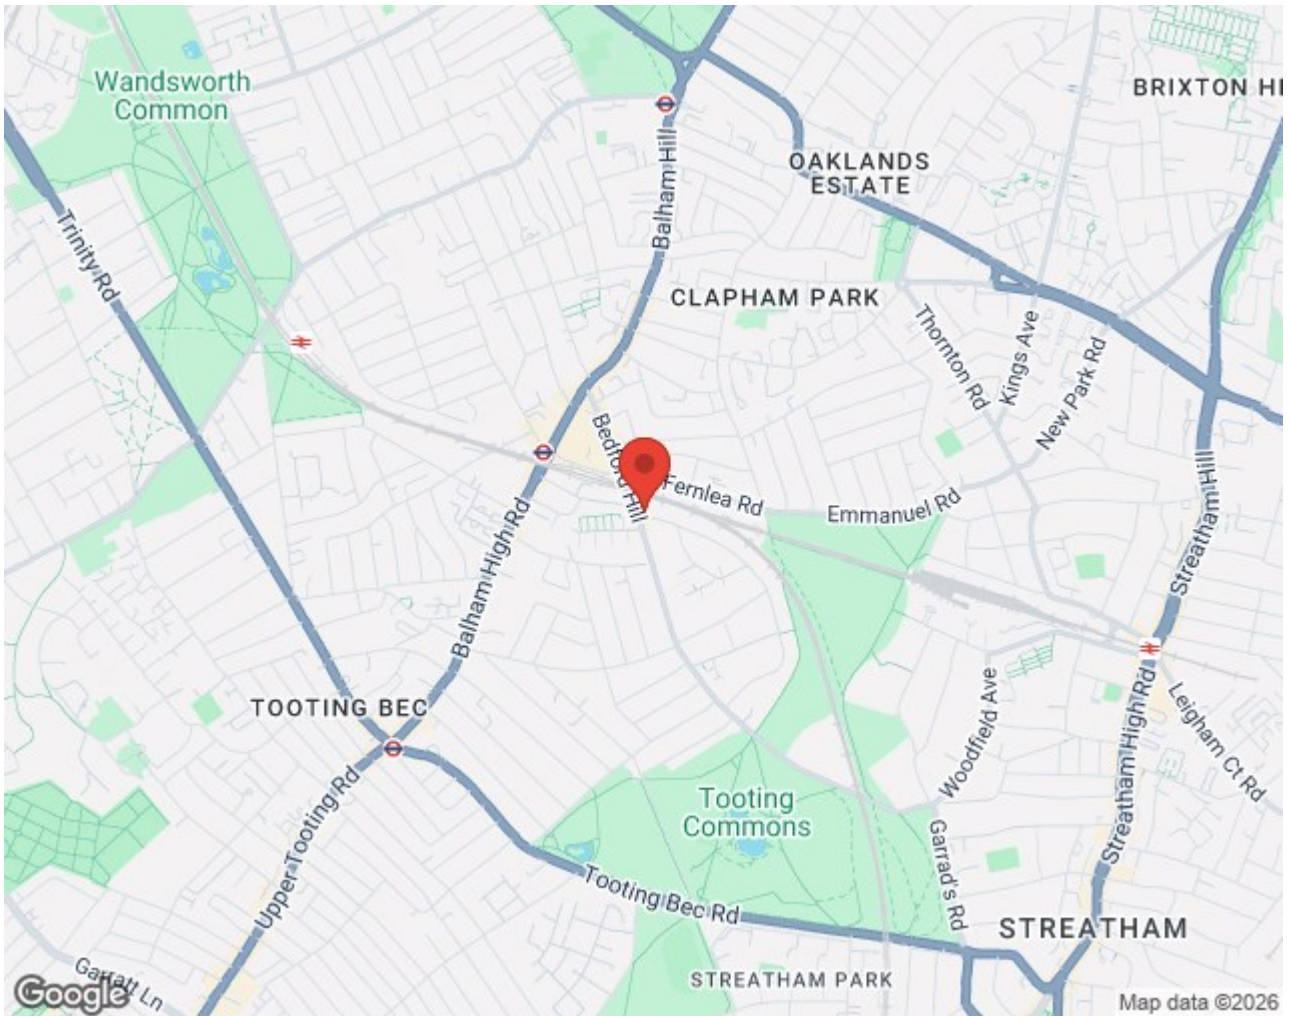 Wandsworth
Common
BRIXTON HI
OAKLANDS
ESTATE
Balham Hill
Trinity Rd
CLAPHAM PARK
Thornton Rd
Kings Ave
New Park Rd
Bedford Hill
Fernlea Rd
Emmanuel Rd
Streatham Hill
Balham High Rd
TOOTING BEC
Woodfield Ave
Streatham High Rd
Leigham Ct Rd
Upper Tooting Rd
Tooting
Commons
Garrad's Rd
Tooting Bec Rd
STREATHAM
STREATHAM PARK
Garratt Ln
Google
Map data ©2026